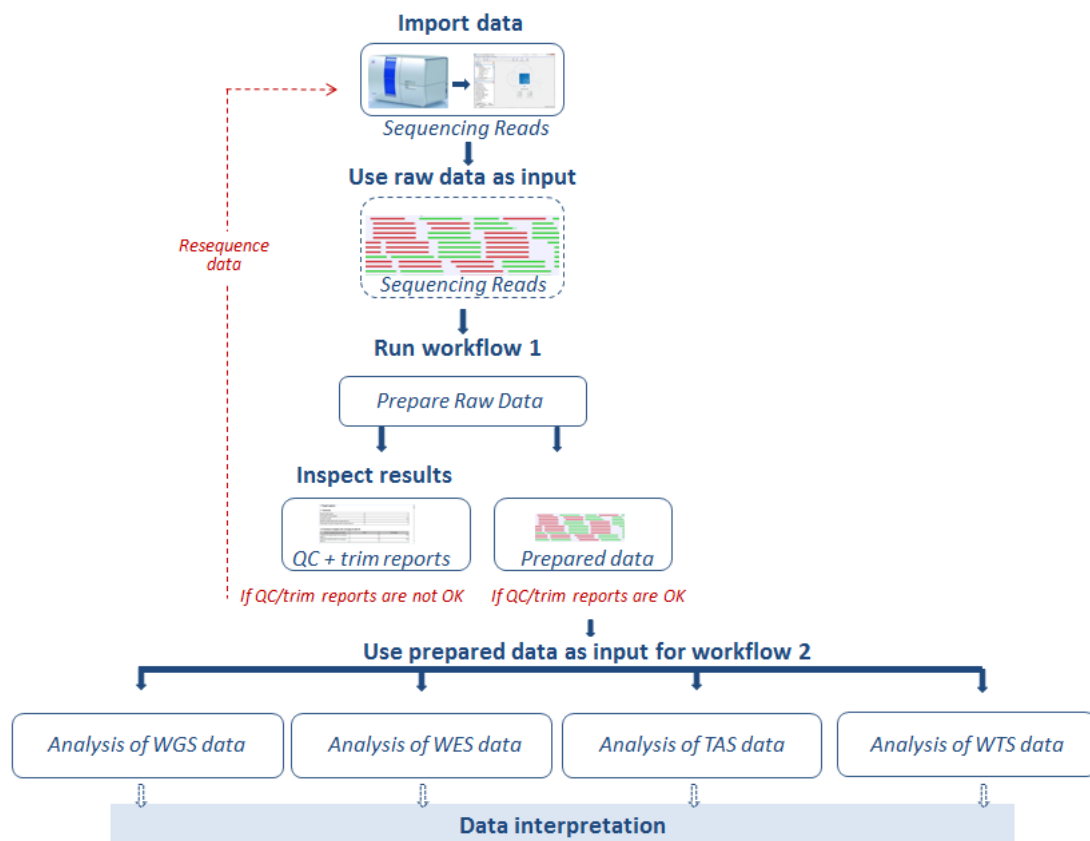 Import data
Sequencing Reads
Use raw data as input
Resequence
data
Sequencing Reads
Run workflow 1
Prepare Raw Data
Inspect results
QC + trim reports
Prepared data
If QC/trim reports are not OK
If QC/trim reports are OK
Use prepared data as input for workflow 2
Analysis of WGS data
Analysis of WES data
Analysis of TAS data
Analysis of WTS data
Data interpretation